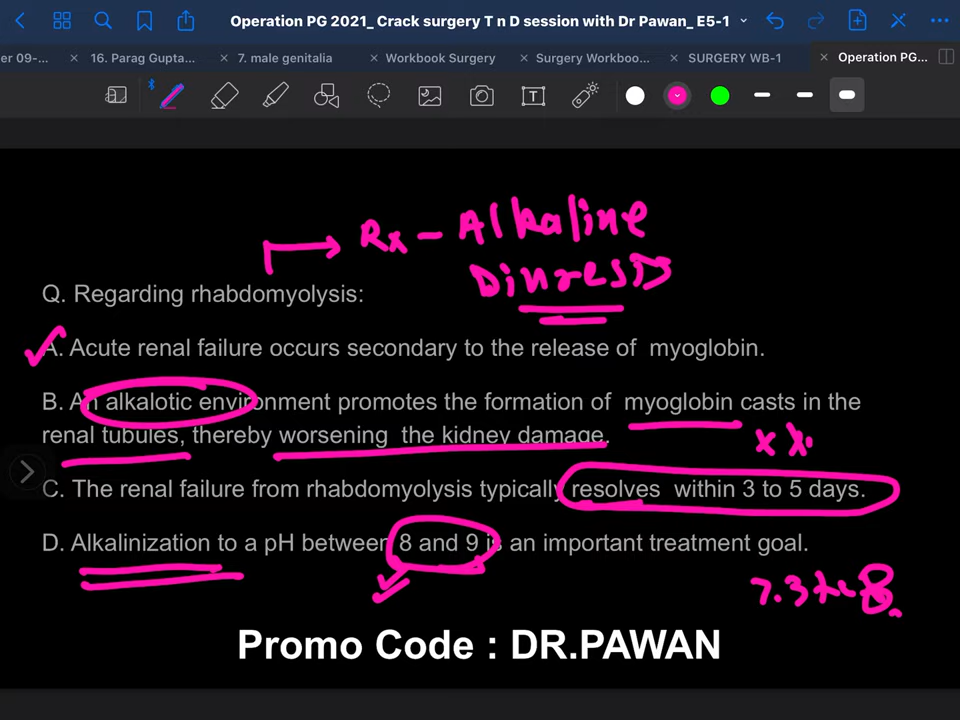 Operation PG 2021_ Crack surgery T n D session with Dr Pawan_ E5-1
er 09-... 16. Parag Gupta... 7. male genitalia Workbook Surgery Surgery Workboo... SURGERY WB-1 Operation PG...
Rx - Alkaline
Diuresis
Q. Regarding rhabdomyolysis:
A. Acute renal failure occurs secondary to the release of myoglobin.
B. An alkalotic environment promotes the formation of myoglobin casts in the
renal tubules, thereby worsening the kidney damage.
x x
C. The renal failure from rhabdomyolysis typically resolves within 3 to 5 days.
D. Alkalinization to a pH between 8 and 9 is an important treatment goal.
Promo Code : DR.PAWAN